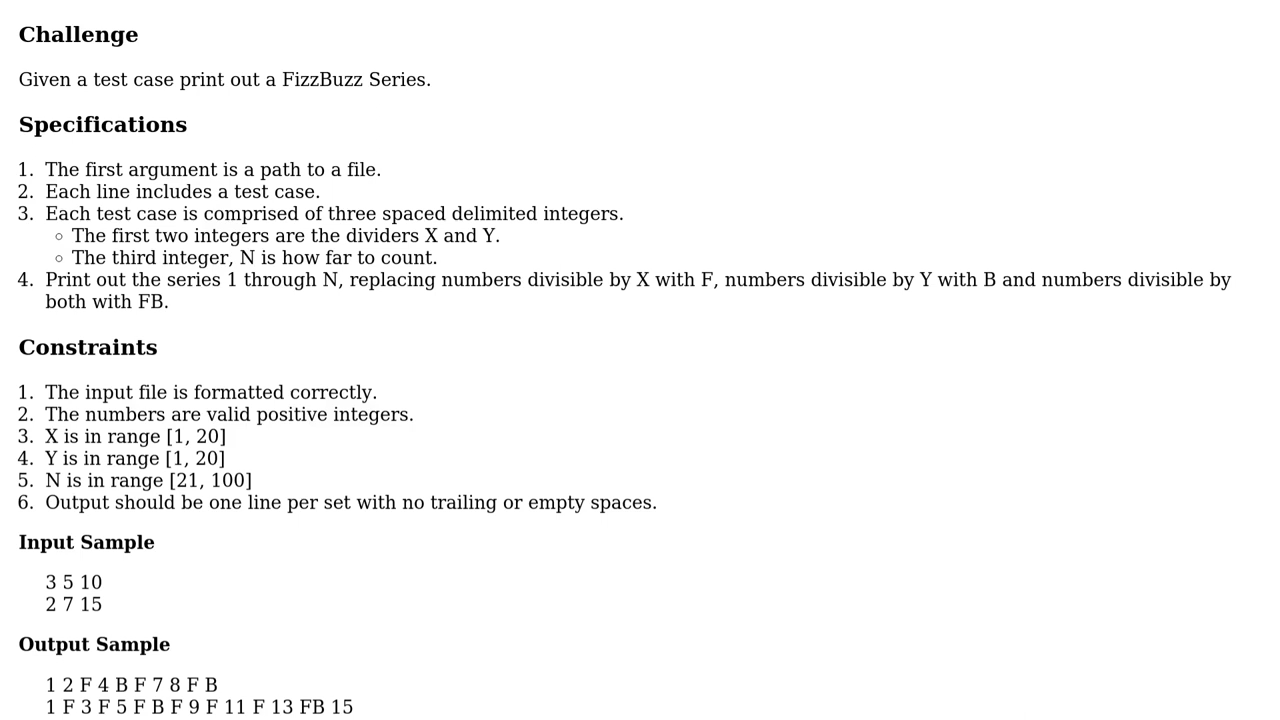 Challenge
Given a test case print out a FizzBuzz Series.
Specifications
1. The first argument is a path to a file.
2. Each line includes a test case.
3. Each test case is comprised of three spaced delimited integers.
◦ The first two integers are the dividers X and Y.
◦ The third integer, N is how far to count.
4. Print out the series 1 through N, replacing numbers divisible by X with F, numbers divisible by Y with B and numbers divisible by
both with FB.
Constraints
1. The input file is formatted correctly.
2. The numbers are valid positive integers.
3. X is in range [1, 20]
4. Y is in range [1, 20]
5. N is in range [21, 100]
6. Output should be one line per set with no trailing or empty spaces.
Input Sample
3 5 10
2 7 15
Output Sample
1 2 F 4 B F 7 8 F B
1 F 3 F 5 F B F 9 F 11 F 13 FB 15